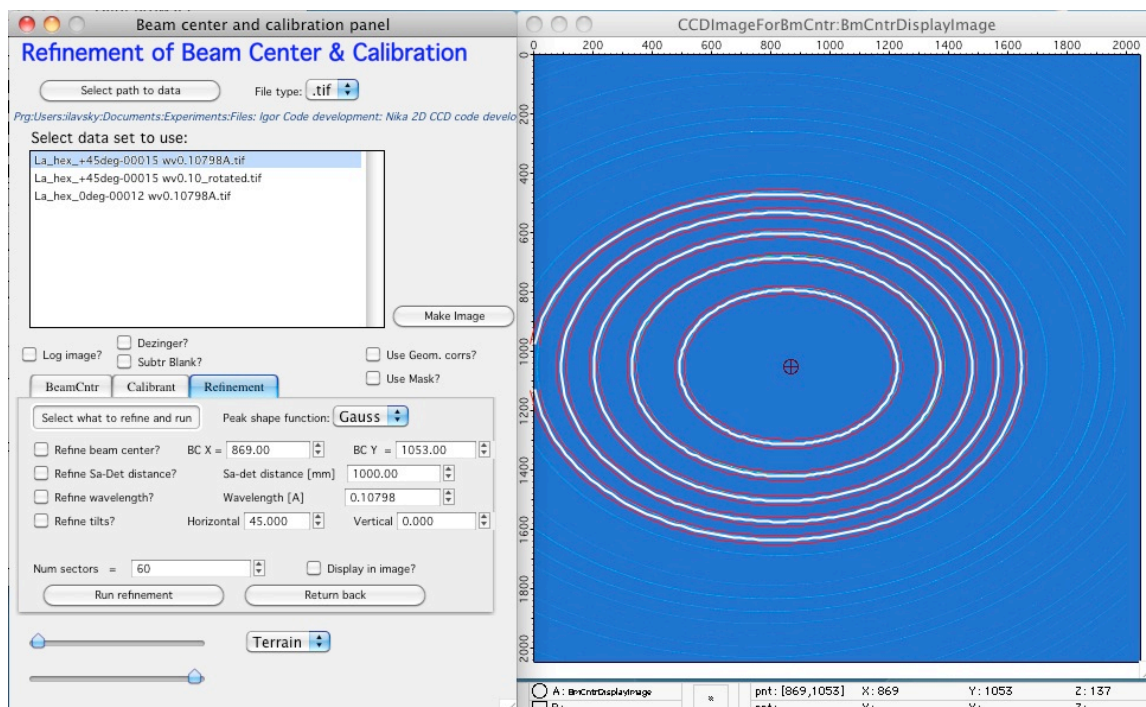 Beam center and calibration panel
Refinement of Beam Center & Calibration
Select path to data File type: .tif
Prg:Users:ilavsky:Documents:Experiments:Files: Igor Code development: Nika 2D CCD code develo
Select data set to use:
La_hex_+45deg-00015 wv0.10798A.tif
La_hex_+45deg-00015 wv0.10_rotated.tif
La_hex_0deg-00012 wv0.10798A.tif
Make Image
Log image? Dezinger? Subtr Blank? Use Geom. corrs?
Use Mask?
BeamCntr Calibrant Refinement
Select what to refine and run Peak shape function: Gauss
Refine beam center? BC X = 869.00 BC Y = 1053.00
Refine Sa-Det distance? Sa-det distance [mm] 1000.00
Refine wavelength? Wavelength [A] 0.10798
Refine tilts? Horizontal 45.000 Vertical 0.000
Num sectors = 60 Display in image?
Run refinement Return back
Terrain
CCDImageForBmCntr:BmCntrDisplayImage
0 200 400 600 800 1000 1200 1400 1600 1800 2000
0
200
400
600
800
1000
1200
1400
1600
1800
2000
A: BmCntrDisplayImage pnt: [869,1053] X: 869 Y: 1053 Z: 137